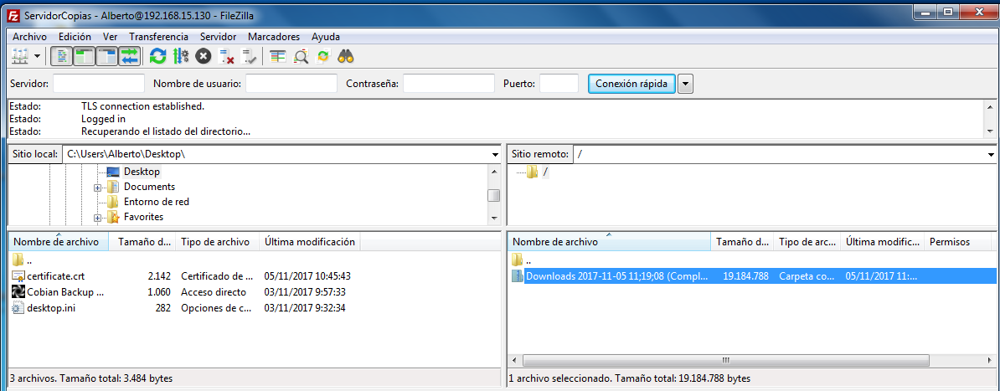 ServidorCopias - Alberto@192.168.15.130 - FileZilla
Archivo Edición Ver Transferencia Servidor Marcadores Ayuda
Servidor: Nombre de usuario: Contraseña: Puerto: Conexión rápida
Estado: TLS connection established.
Estado: Logged in
Estado: Recuperando el listado del directorio...
Sitio local: C:\Users\Alberto\Desktop\
Desktop
Documents
Entorno de red
Favorites
Sitio remoto: /
/
Nombre de archivo Tamaño d... Tipo de archivo Última modificación
..
certificate.crt 2.142 Certificado de ... 05/11/2017 10:45:43
Cobian Backup ... 1.060 Acceso directo 03/11/2017 9:57:33
desktop.ini 282 Opciones de c... 03/11/2017 9:32:34
3 archivos. Tamaño total: 3.484 bytes
Nombre de archivo Tamaño d... Tipo de arc... Última modific... Permisos
..
Downloads 2017-11-05 11;19;08 (Compl... 19.184.788 Carpeta co... 05/11/2017 11:...
1 archivo seleccionado. Tamaño total: 19.184.788 bytes